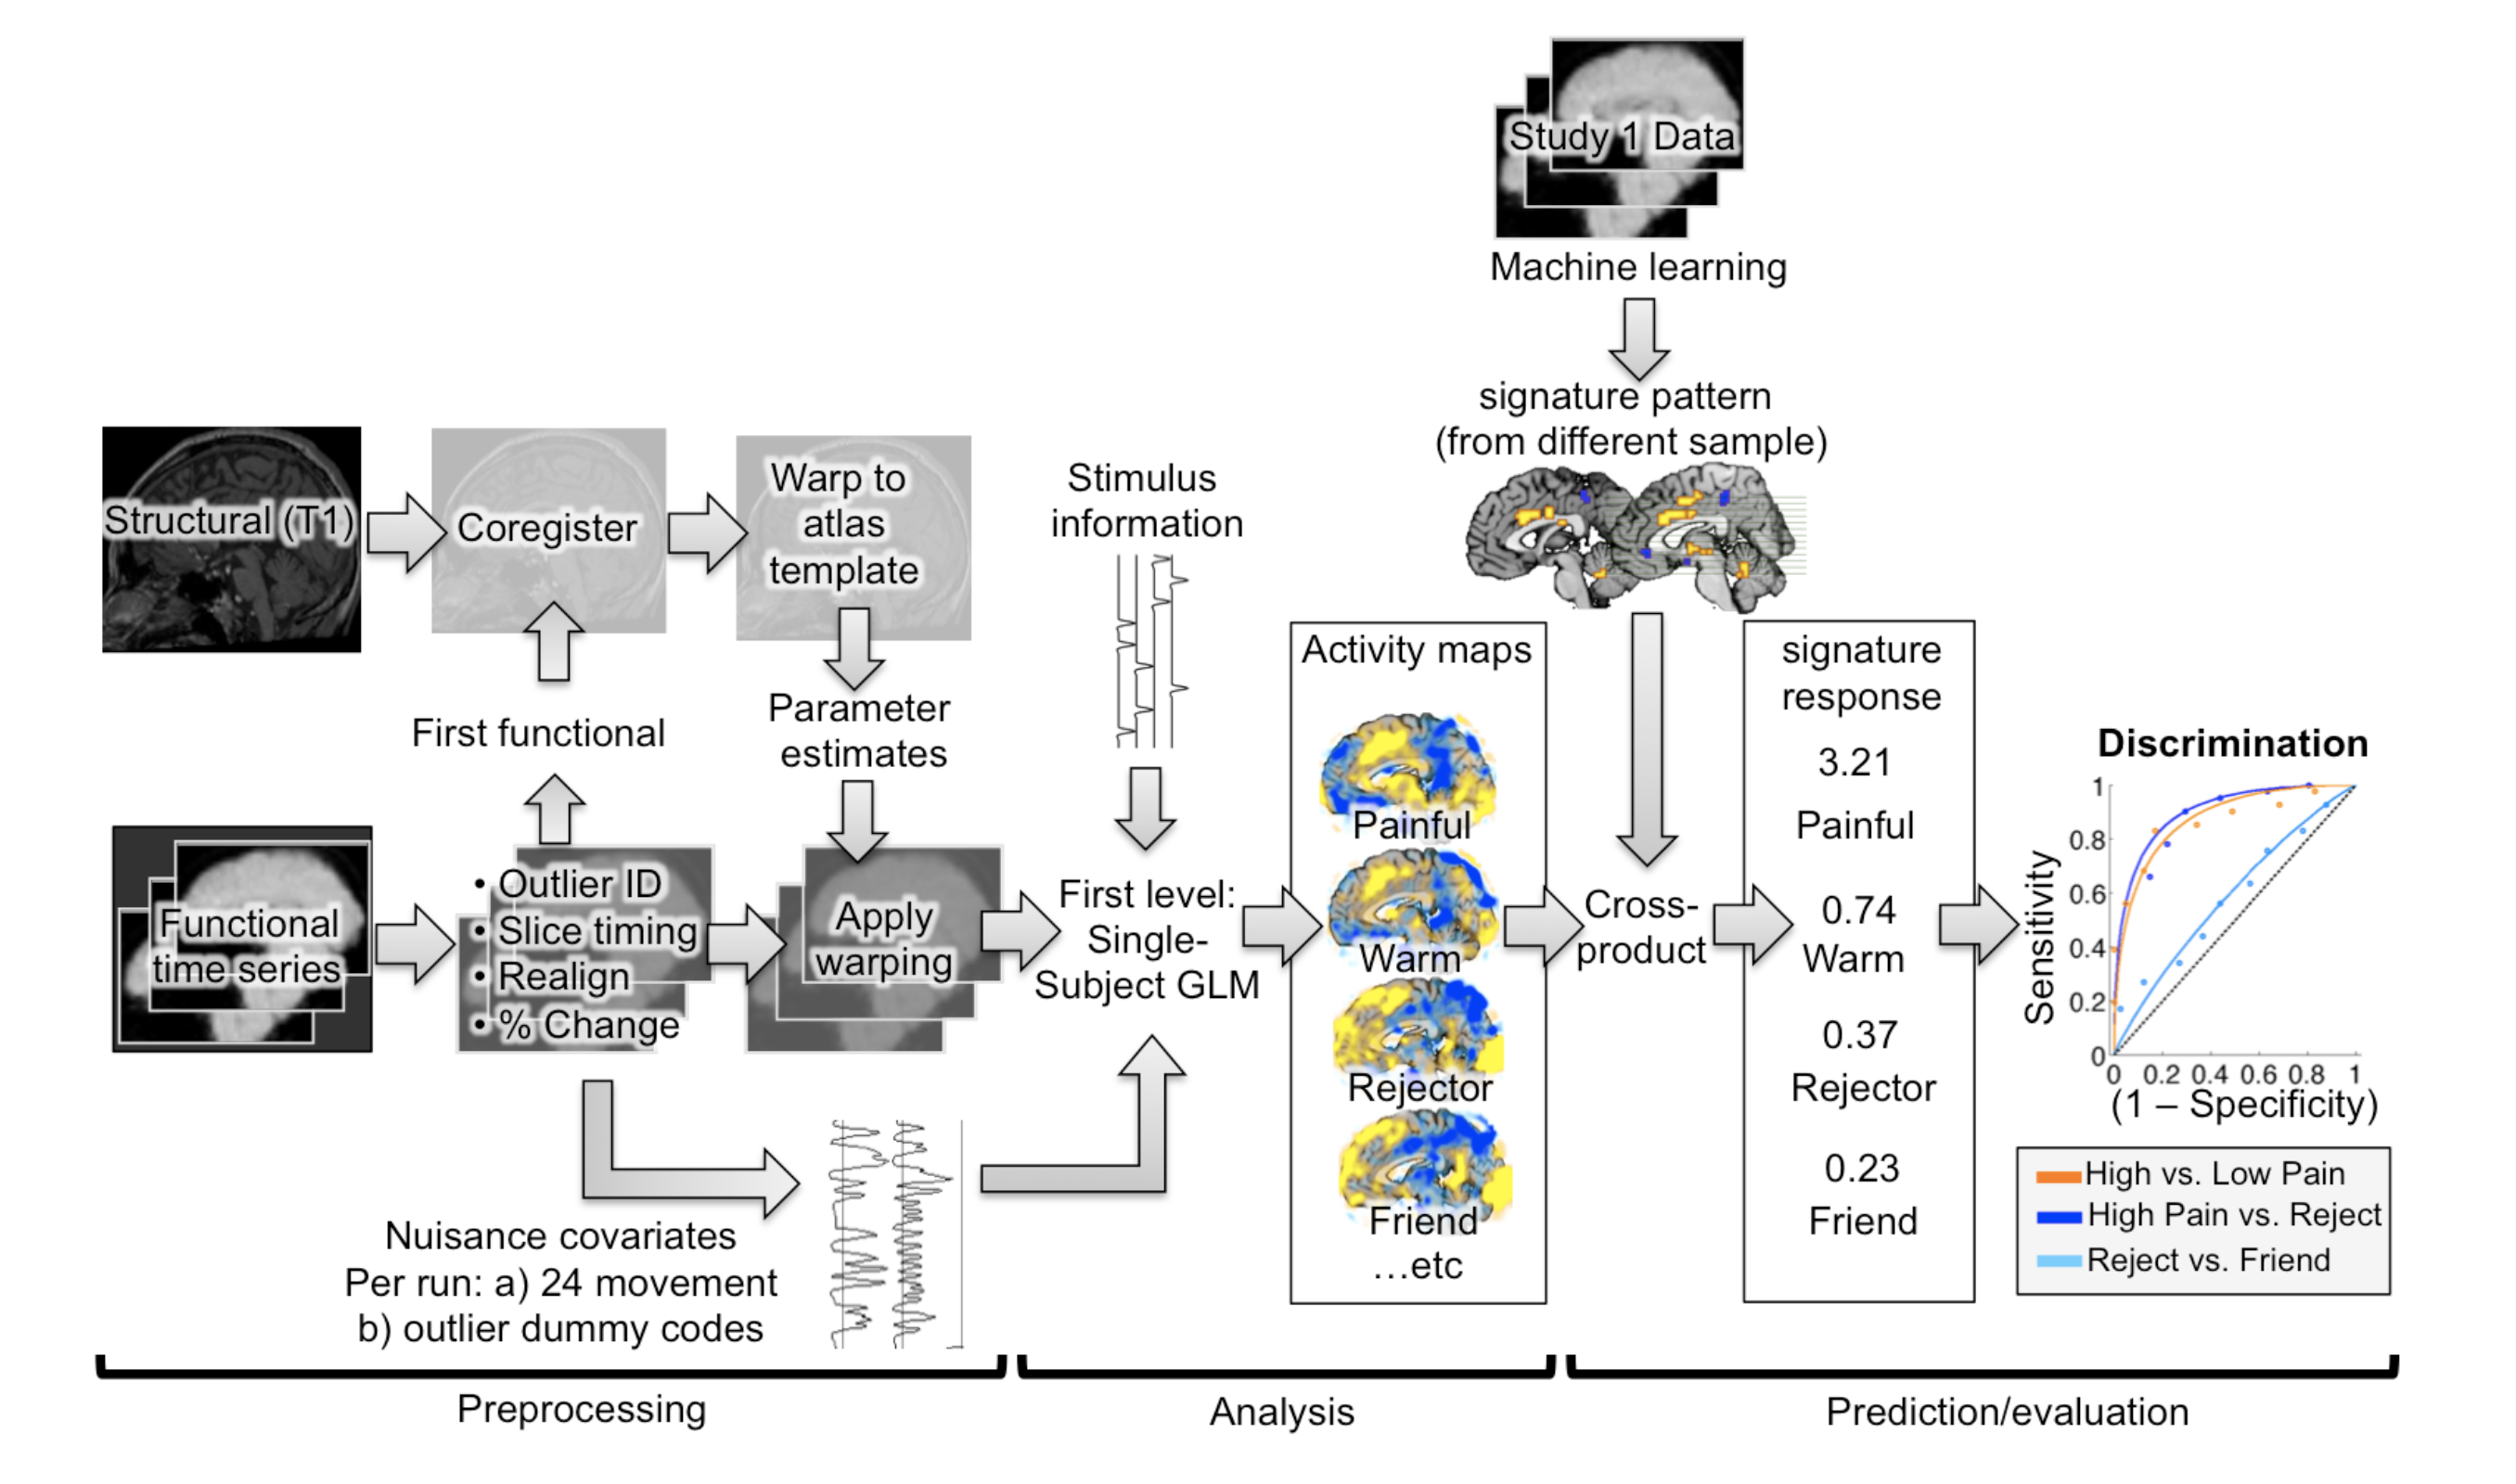 Study 1 Data
Machine learning
signature pattern
(from different sample)
Structural (T1)
Coregister
Warp to
atlas
template
Stimulus
information
First functional
Parameter
estimates
Functional
time series
• Outlier ID
• Slice timing
• Realign
• % Change
Apply
warping
First level:
Single-
Subject GLM
Activity maps
Painful
Warm
Rejector
Friend
...etc
Cross-
product
signature
response
3.21
Painful
0.74
Warm
0.37
Rejector
0.23
Friend
Discrimination
Sensitivity
1
0.8
0.6
0.4
0.2
0
0 0.2 0.4 0.6 0.8 1
(1 – Specificity)
High vs. Low Pain
High Pain vs. Reject
Reject vs. Friend
Nuisance covariates
Per run: a) 24 movement
b) outlier dummy codes
Preprocessing
Analysis
Prediction/evaluation